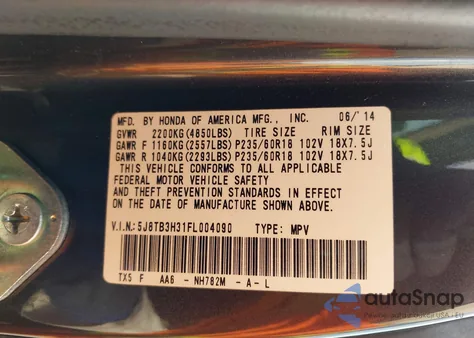 MFD. BY HONDA OF AMERICA MFG., INC. 06/'14
GVWR 2200KG(4850LBS) TIRE SIZE RIM SIZE
GAWR F 1160KG(2557LBS) P235/60R18 102V 18X7.5J
GAWR R 1040KG(2293LBS) P235/60R18 102V 18X7.5J
THIS VEHICLE CONFORMS TO ALL APPLICABLE
FEDERAL MOTOR VEHICLE SAFETY
AND THEFT PREVENTION STANDARDS IN EFFECT
ON THE DATE OF MANUFACTURE SHOWN ABOVE.
V.I.N.:5J8TB3H31FL004090 TYPE: MPV
TX5 F AA6 - NH782M - A - L
autoSnap